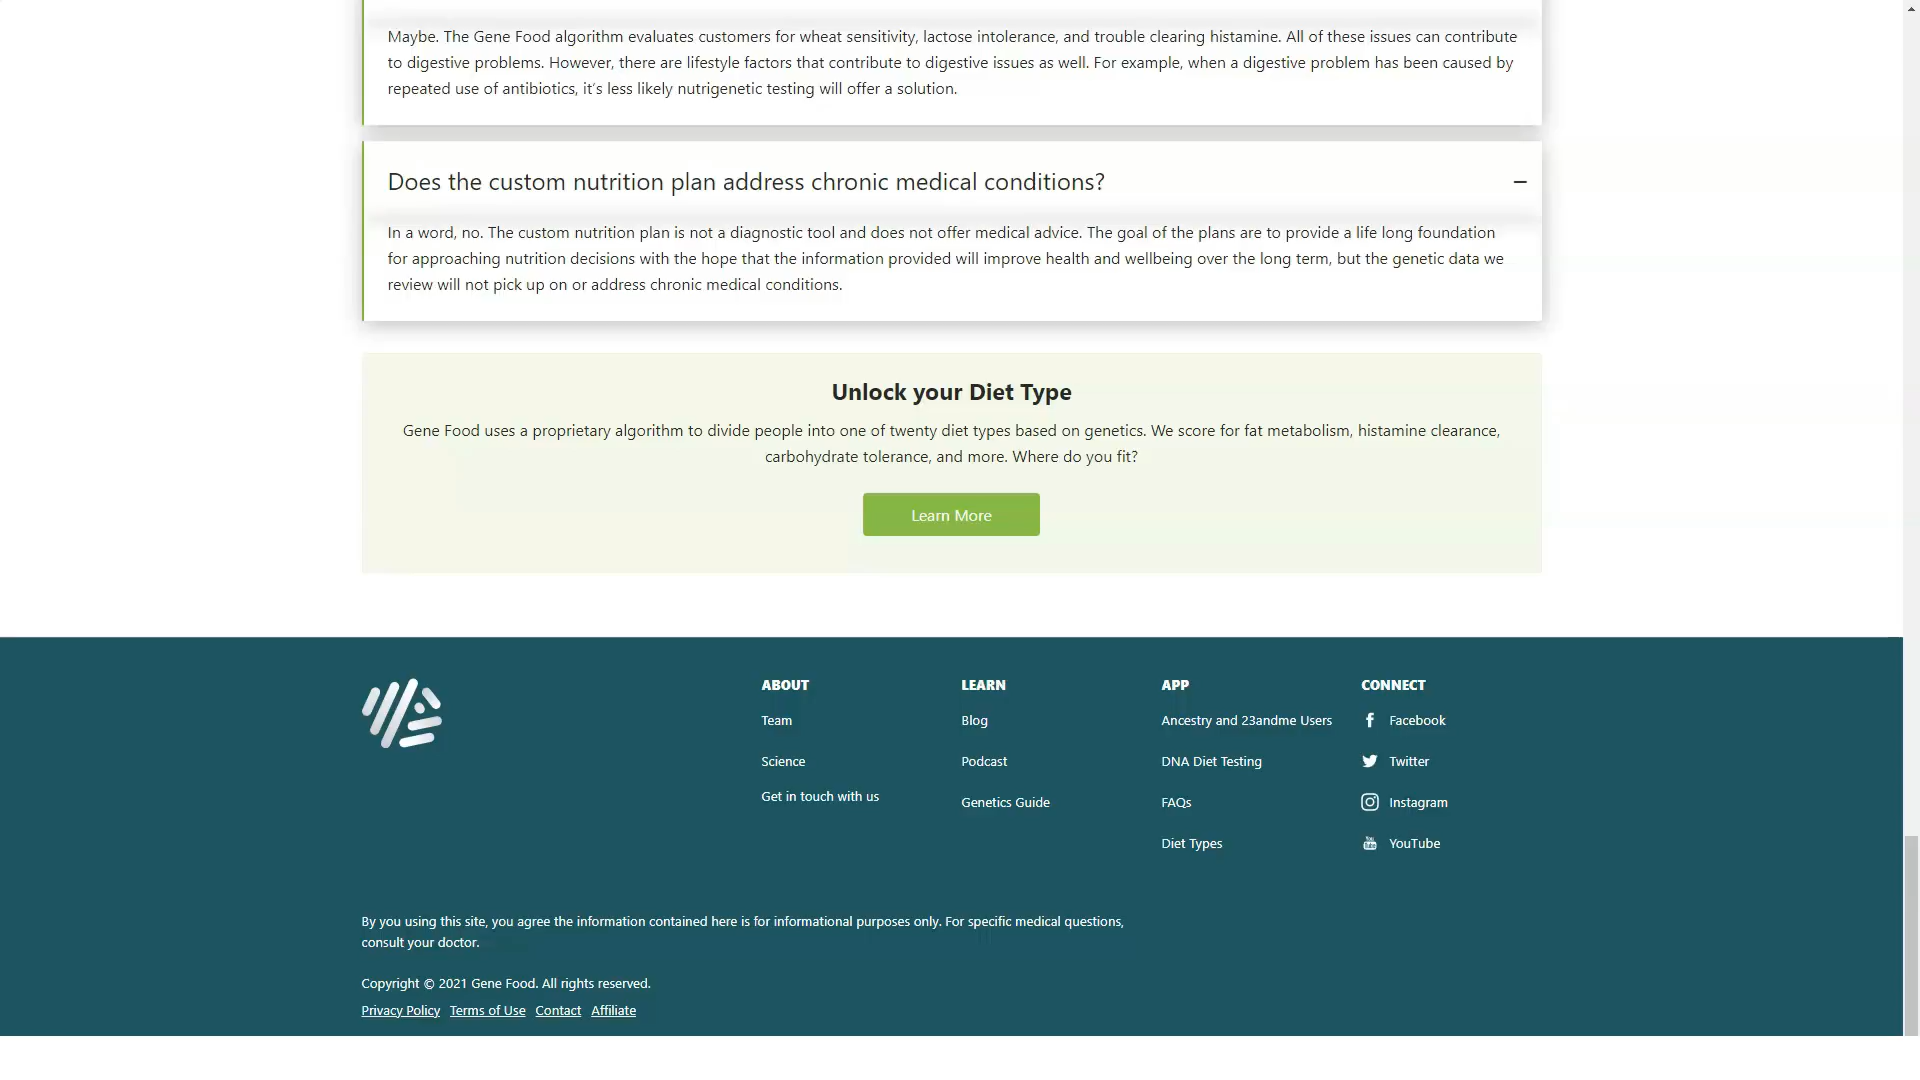 Maybe. The Gene Food algorithm evaluates customers for wheat sensitivity, lactose intolerance, and trouble clearing histamine. All of these issues can contribute
to digestive problems. However, there are lifestyle factors that contribute to digestive issues as well. For example, when a digestive problem has been caused by
repeated use of antibiotics, it's less likely nutrigenetic testing will offer a solution.
Does the custom nutrition plan address chronic medical conditions?
In a word, no. The custom nutrition plan is not a diagnostic tool and does not offer medical advice. The goal of the plans are to provide a life long foundation
for approaching nutrition decisions with the hope that the information provided will improve health and wellbeing over the long term, but the genetic data we
review will not pick up on or address chronic medical conditions.
Unlock your Diet Type
Gene Food uses a proprietary algorithm to divide people into one of twenty diet types based on genetics. We score for fat metabolism, histamine clearance,
carbohydrate tolerance, and more. Where do you fit?
Learn More
ABOUT
Team
Science
Get in touch with us
LEARN
Blog
Podcast
Genetics Guide
APP
Ancestry and 23andme Users
DNA Diet Testing
FAQs
Diet Types
CONNECT
Facebook
Twitter
Instagram
YouTube
By you using this site, you agree the information contained here is for informational purposes only. For specific medical questions,
consult your doctor.
Copyright © 2021 Gene Food. All rights reserved.
Privacy Policy Terms of Use Contact Affiliate